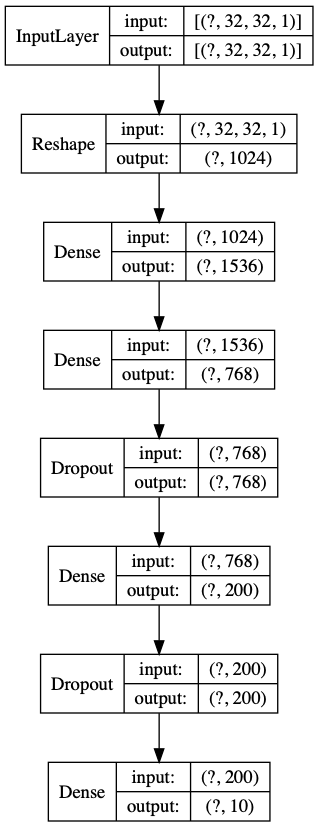 InputLayer input: [(?, 32, 32, 1)]
output: [(?, 32, 32, 1)]
Reshape input: (?, 32, 32, 1)
output: (?, 1024)
Dense input: (?, 1024)
output: (?, 1536)
Dense input: (?, 1536)
output: (?, 768)
Dropout input: (?, 768)
output: (?, 768)
Dense input: (?, 768)
output: (?, 200)
Dropout input: (?, 200)
output: (?, 200)
Dense input: (?, 200)
output: (?, 10)